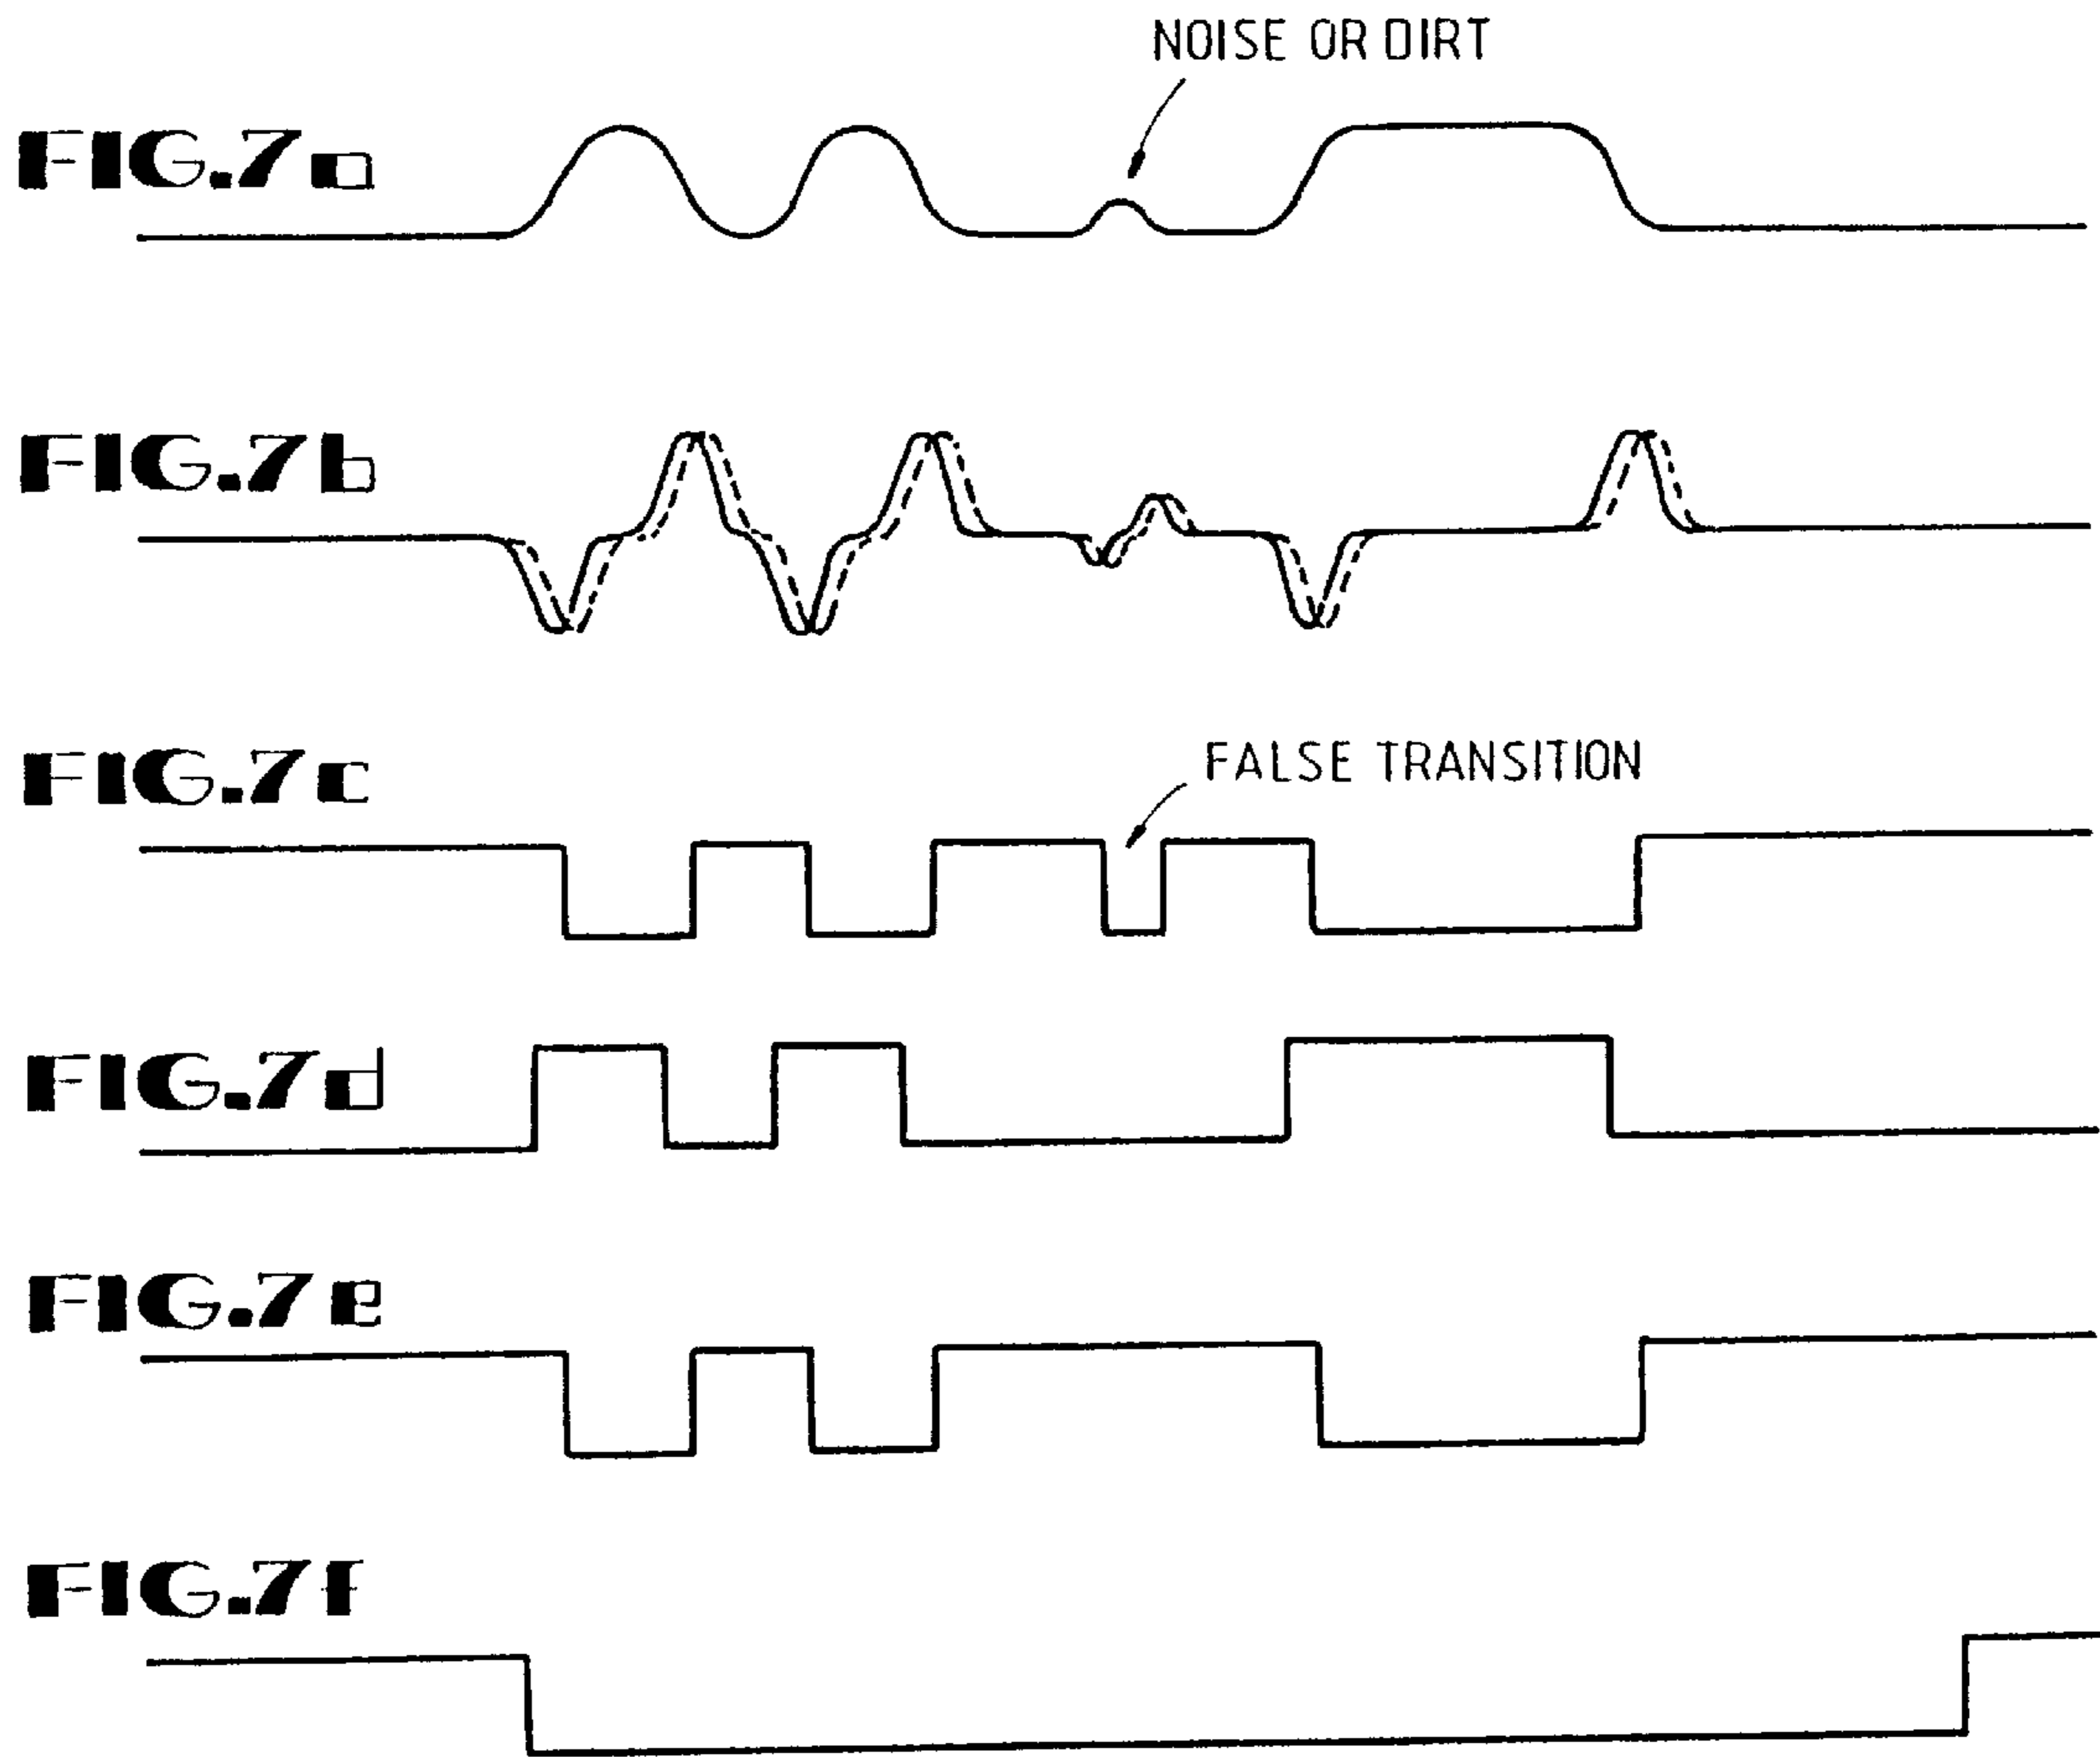 NOISE OR DIRT
FIG.7a
FIG.7b
FIG.7c
FALSE TRANSITION
FIG.7d
FIG.7e
FIG.7f